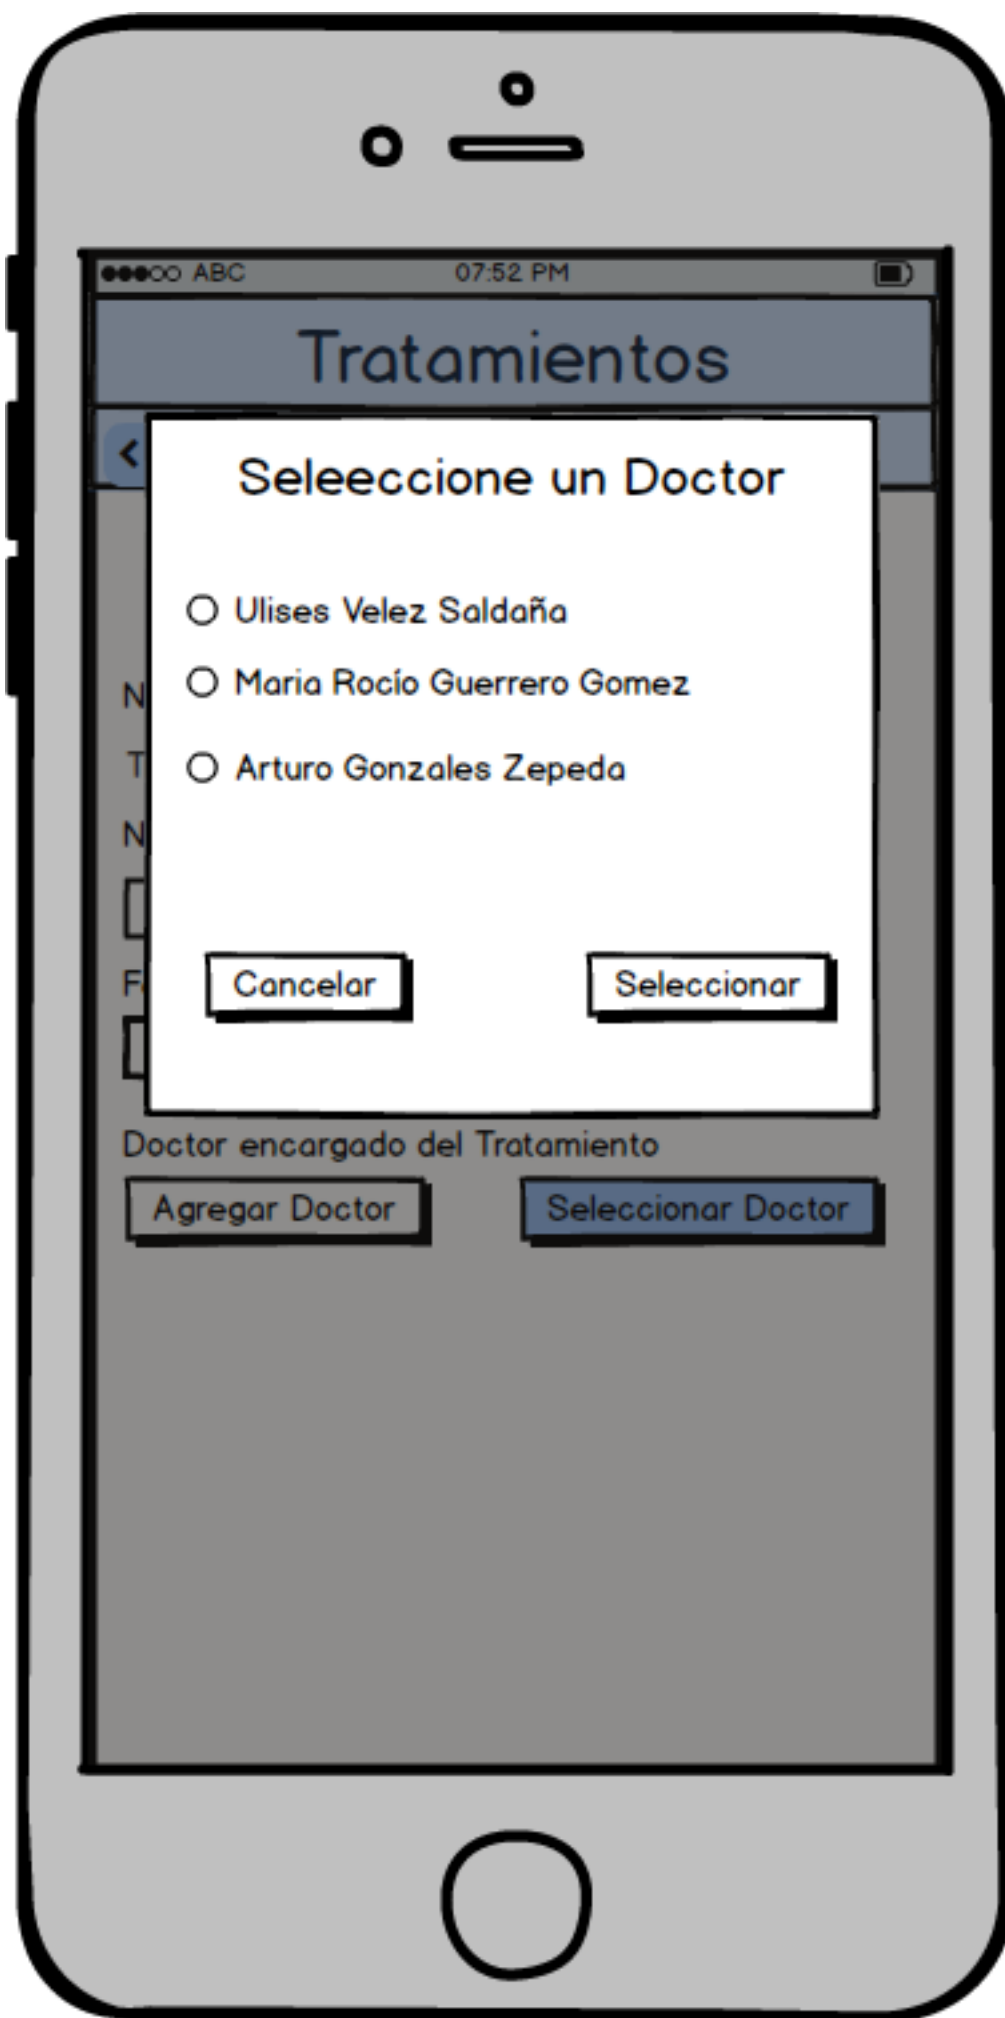 ABC 07:52 PM
Tratamientos
Seleeccione un Doctor
Ulises Velez Saldaña
Maria Rocío Guerrero Gomez
Arturo Gonzales Zepeda
N
T
N
Cancelar Seleccionar
F
Doctor encargado del Tratamiento
Agregar Doctor Seleccionar Doctor